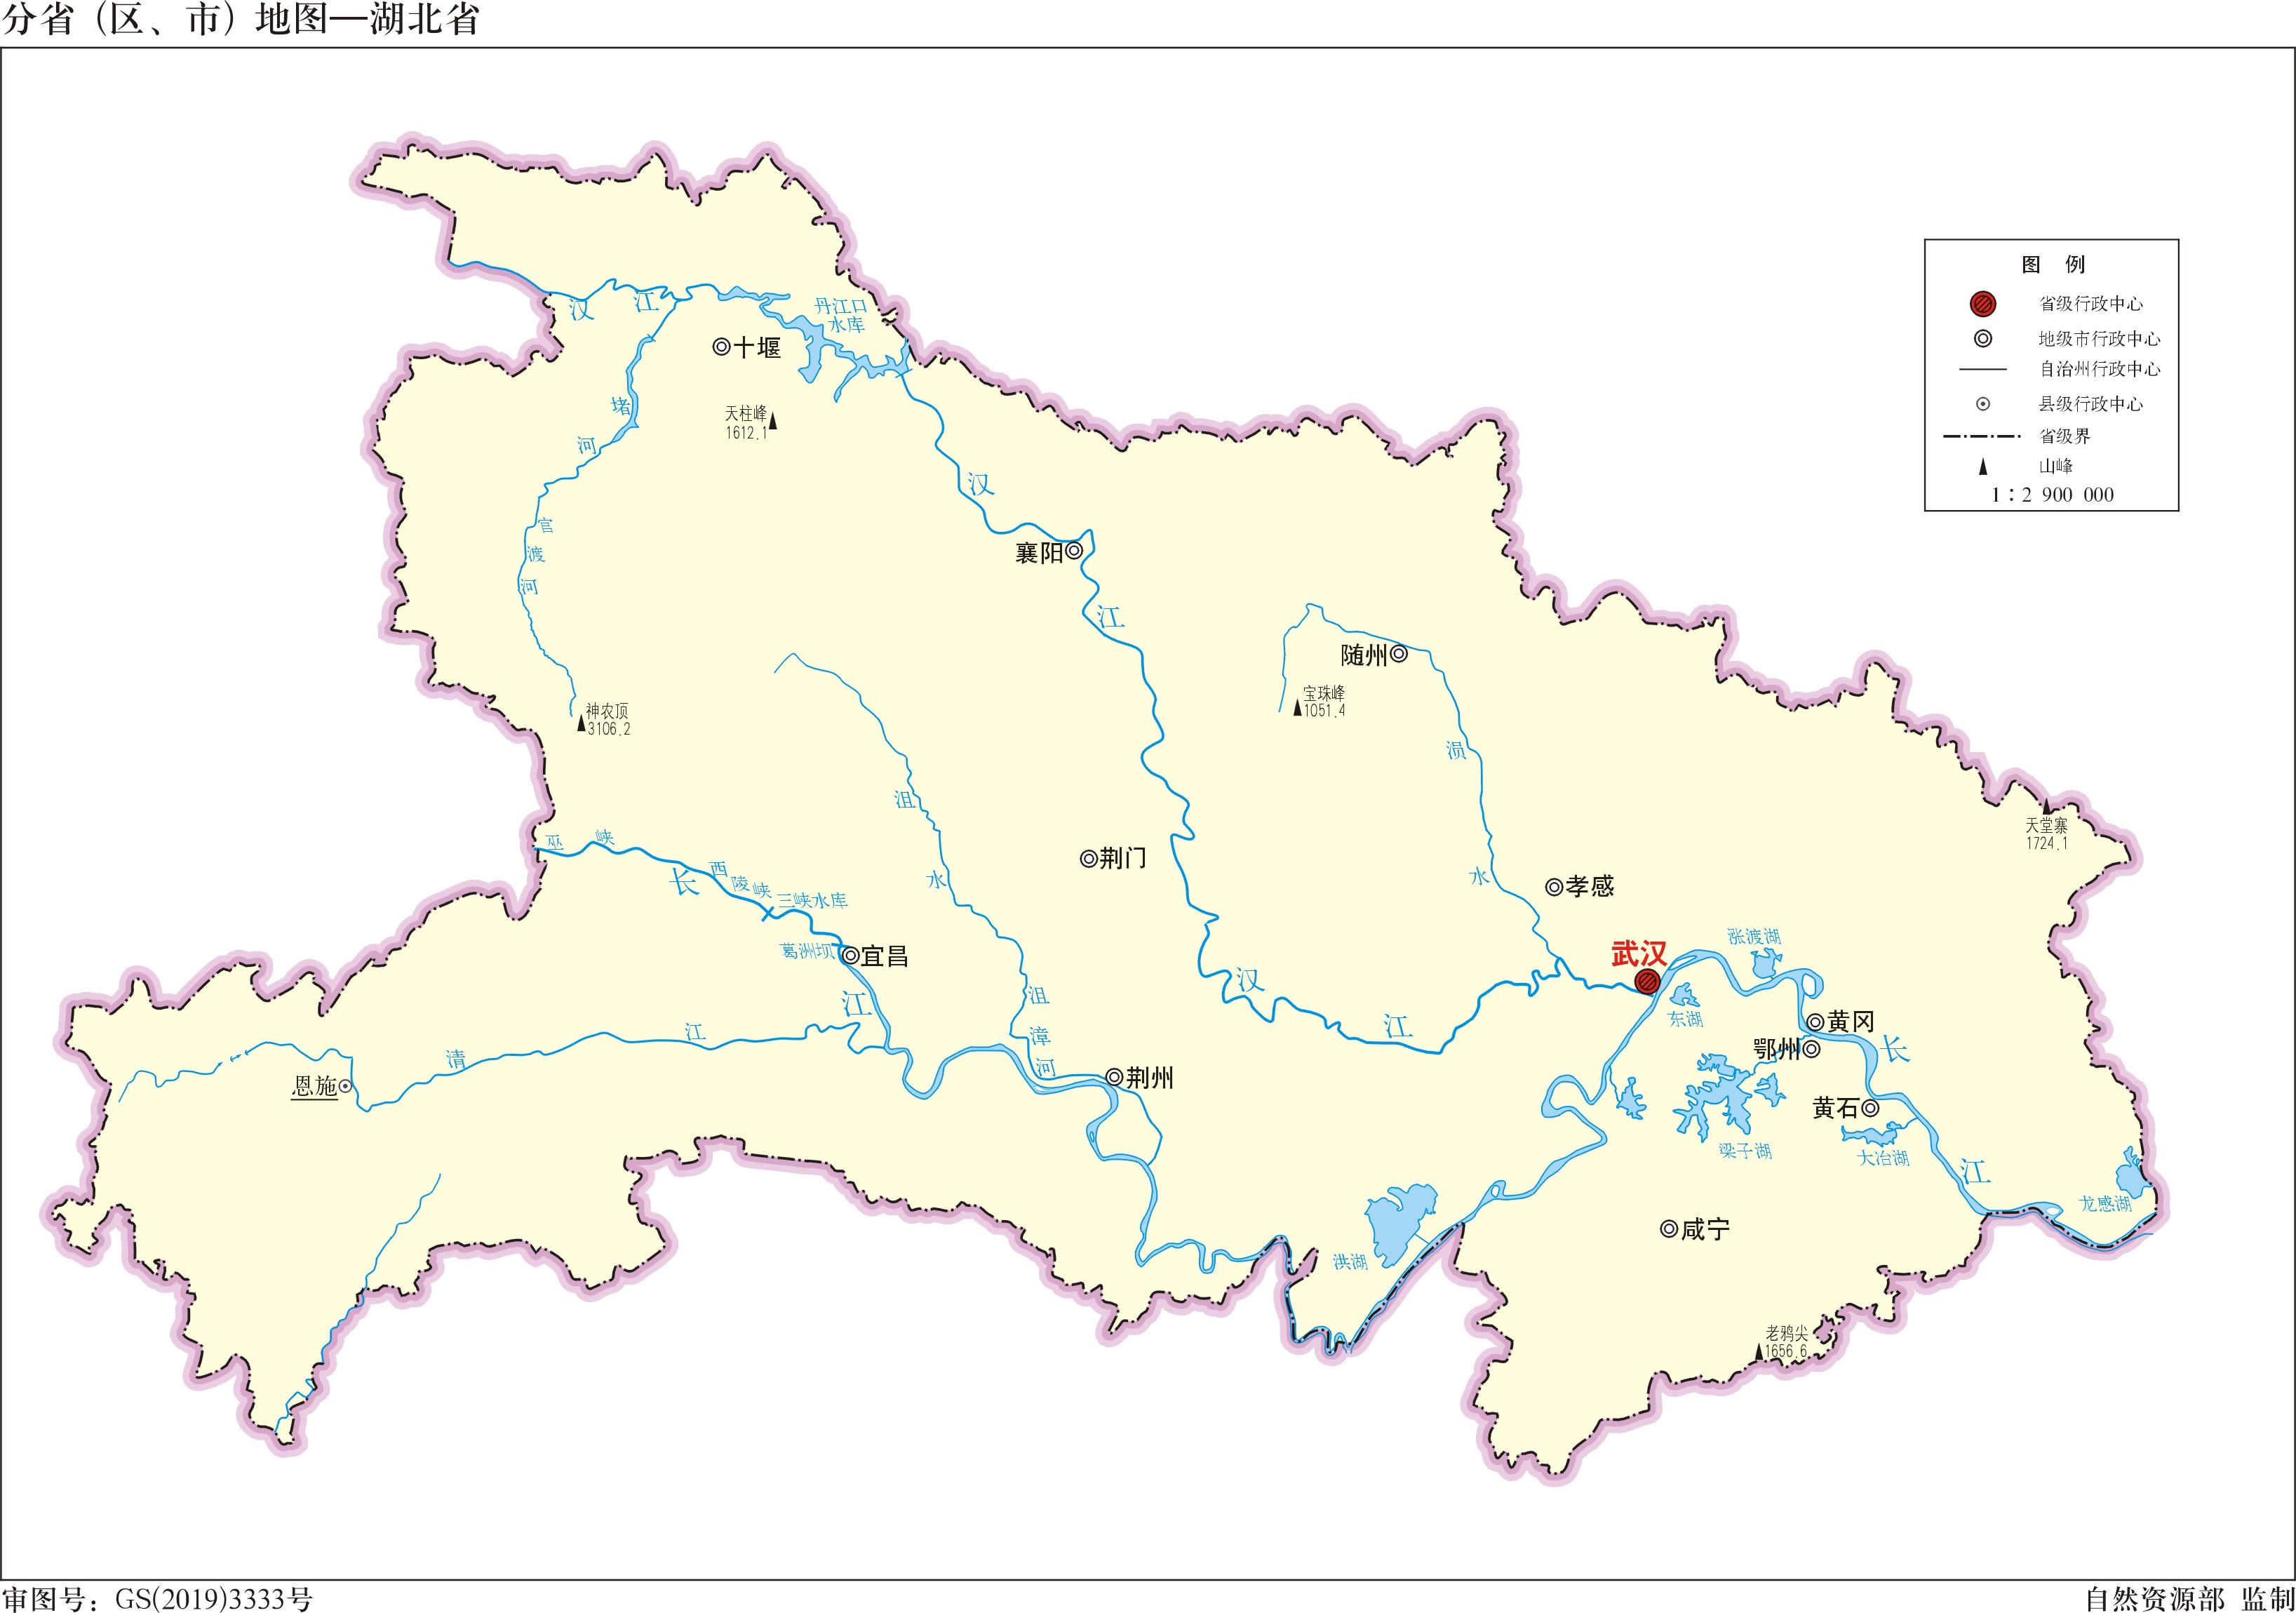 分省（区、市）地图—湖北省
图 例
省级行政中心
地级市行政中心
自治州行政中心
县级行政中心
省级界
山峰
1：2 900 000
汉 江
丹江口
水库
十堰
堵
河
天柱峰
1612.1
官
渡
河
汉
襄阳
江
随州
神农顶
3106.2
宝珠峰
1051.4
涢
水
沮
水
天堂寨
1724.1
巫 峡
长
西
陵
峡
三峡水库
荆门
孝感
葛洲坝
宜昌
武汉
涨渡湖
江
沮
漳
河
汉
江
东湖
黄冈
鄂州
长
清
江
恩施
荆州
黄石
梁子湖
大冶湖
江
龙感湖
咸宁
洪湖
老鸦尖
1656.6
审图号：GS(2019)3333号
自然资源部 监制